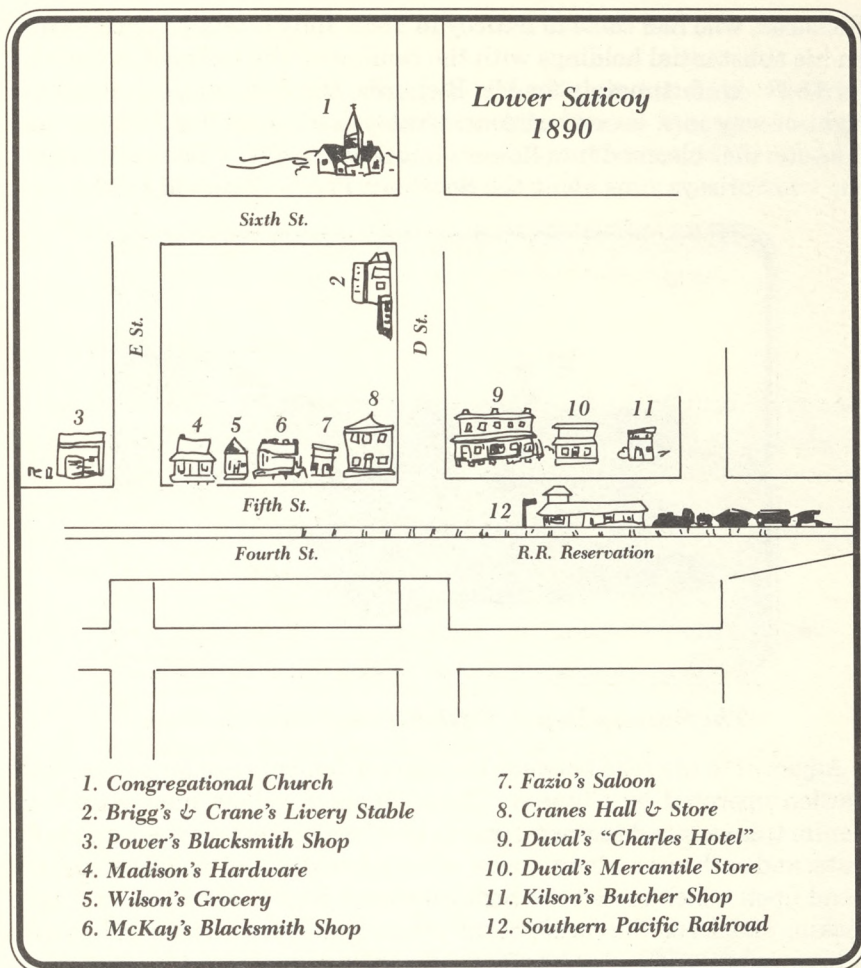 Lower Saticoy
1890
1
Sixth St.
2
E St.
D St.
3
4
5
6
7
8
9
10
11
Fifth St.
12
Fourth St.
R.R. Reservation
1. Congregational Church
2. Brigg's & Crane's Livery Stable
3. Power's Blacksmith Shop
4. Madison's Hardware
5. Wilson's Grocery
6. McKay's Blacksmith Shop
7. Fazio's Saloon
8. Cranes Hall & Store
9. Duval's "Charles Hotel"
10. Duval's Mercantile Store
11. Kilson's Butcher Shop
12. Southern Pacific Railroad